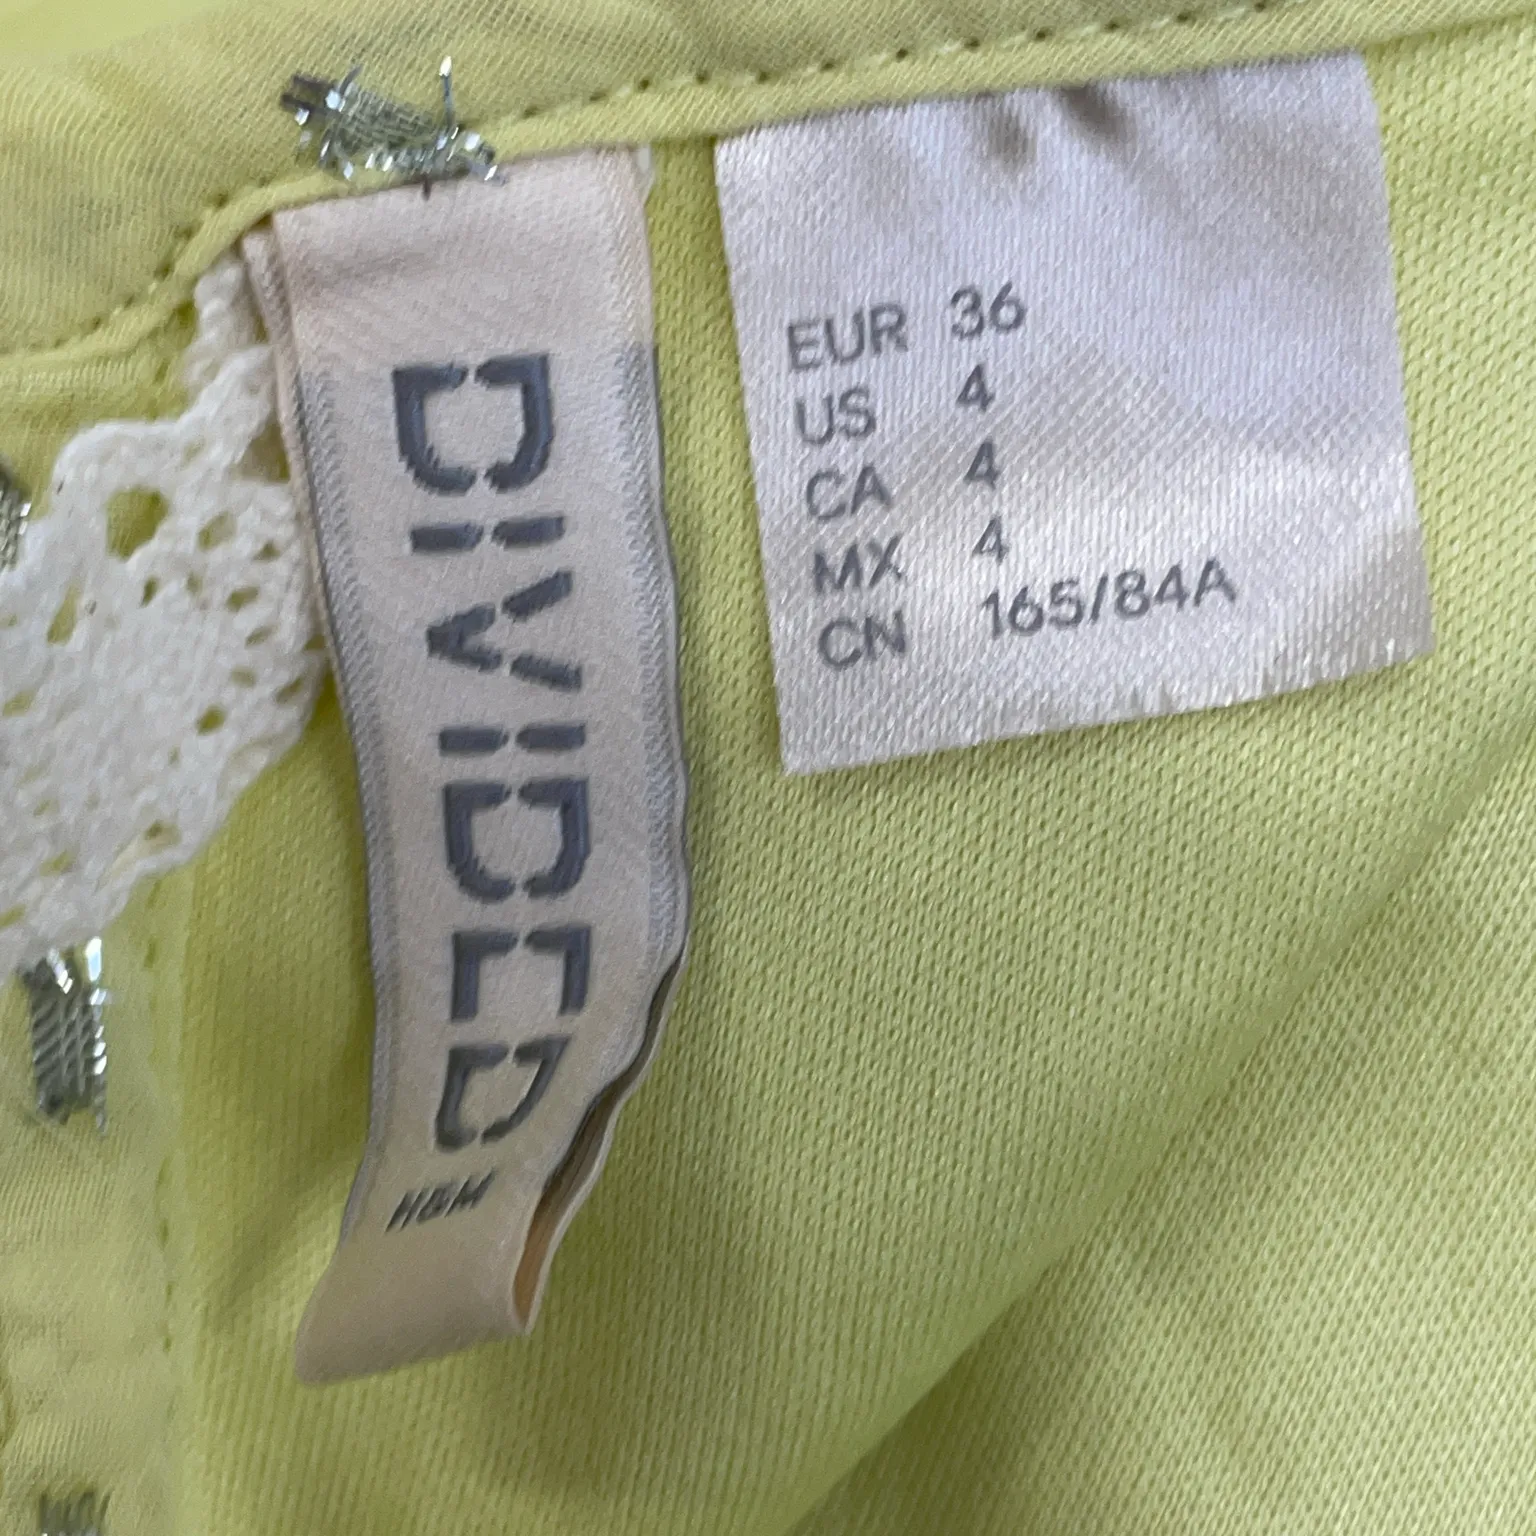 DIVIDED
H&M
EUR 36
US 4
CA 4
MX 4
CN 165/84A